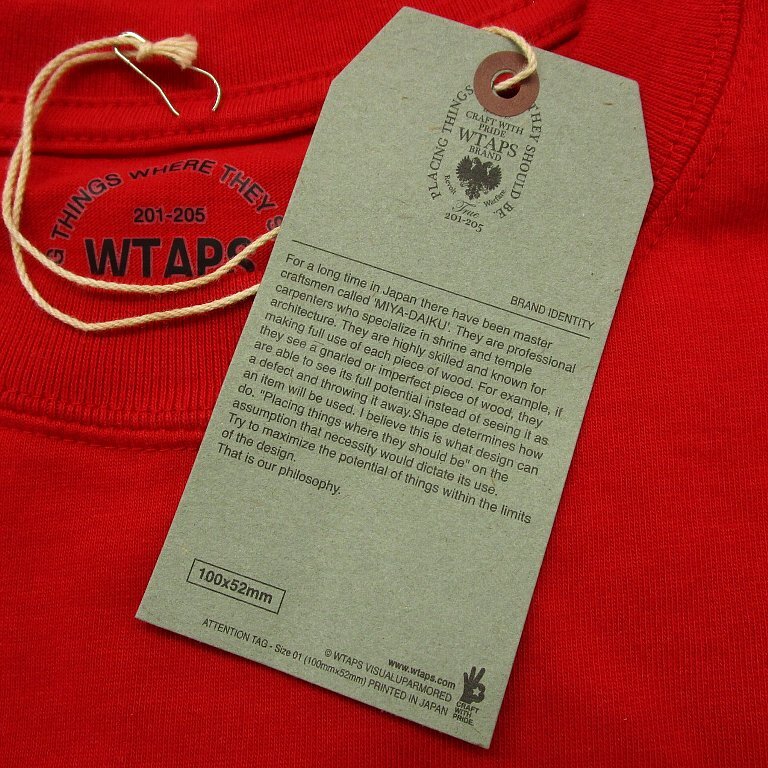 PLACING THINGS
THEY SHOULD BE.
CRAFT WITH
PRIDE
WTAPS
BRAND
Revolt Warfare
True
201-205
BRAND IDENTITY
For a long time in Japan there have been master
craftsmen called 'MIYA-DAIKU'. They are professional
carpenters who specialize in shrine and temple
architecture. They are highly skilled and known for
making full use of each piece of wood. For example, if
they see a gnarled or imperfect piece of wood, they
are able to see its full potential instead of seeing it as
a defect and throwing it away.Shape determines how
an item will be used. I believe this is what design can
do. "Placing things where they should be" on the
assumption that necessity would dictate its use.
Try to maximize the potential of things within the limits
of the design.
That is our philosophy.
100x52mm
www.wtaps.com
© WTAPS VISUALUPARMORED
ATTENTION TAG - Size 01 (100mmx52mm) PRINTED IN JAPAN
CRAFT
WITH
PRIDE.
G THINGS WHERE THEY S
201-205
WTAPS